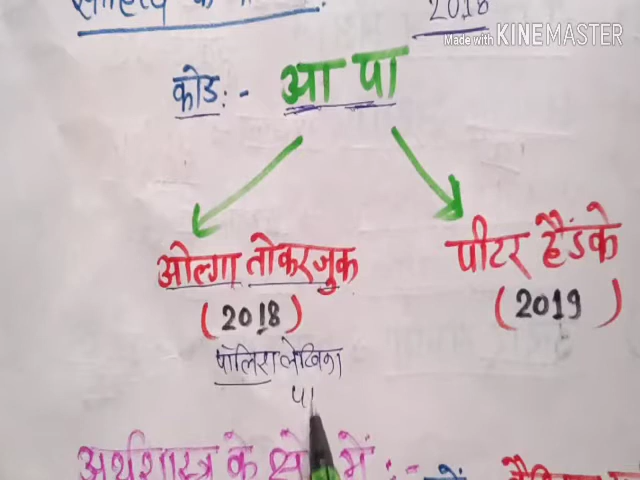 साहित्य के
2018
Made with KINEMASTER
कोड :- आ पा
ओल्गा तोकरजुक
पीटर हैंडके
(2018)
(2019)
पोलिश लेखिका
अर्थशास्त्र के क्षेत्र में :-